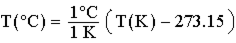 T(°C) = 1°C / 1 K ( T(K) − 273.15 )